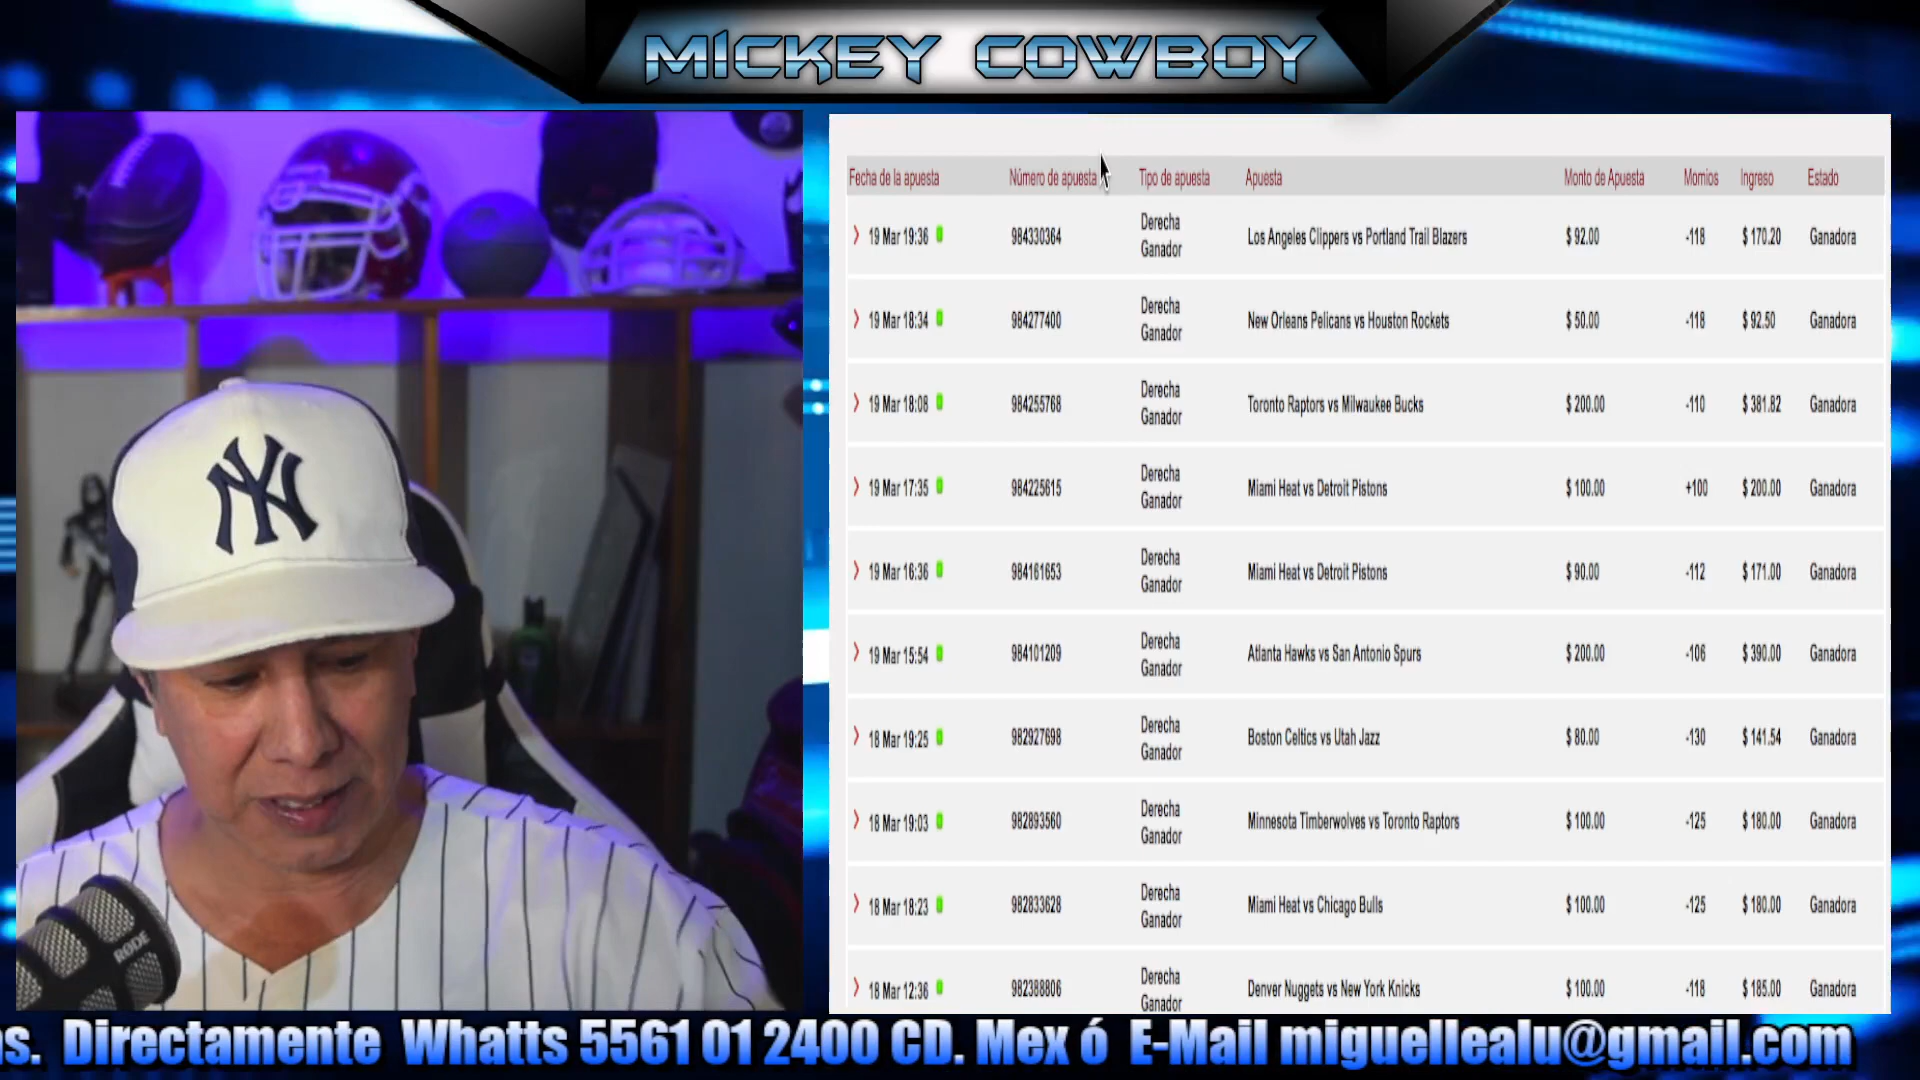 MICKEY COWBOY
Fecha de la apuesta Número de apuesta Tipo de apuesta Apuesta Monto de Apuesta Momios Ingreso Estado
19 Mar 19:36 984330364 Derecha Ganador Los Angeles Clippers vs Portland Trail Blazers $ 92.00 -118 $ 170.20 Ganadora
19 Mar 18:34 984277400 Derecha Ganador New Orleans Pelicans vs Houston Rockets $ 50.00 -118 $ 92.50 Ganadora
19 Mar 18:08 984255768 Derecha Ganador Toronto Raptors vs Milwaukee Bucks $ 200.00 -110 $ 381.82 Ganadora
19 Mar 17:35 984225615 Derecha Ganador Miami Heat vs Detroit Pistons $ 100.00 +100 $ 200.00 Ganadora
19 Mar 16:36 984161653 Derecha Ganador Miami Heat vs Detroit Pistons $ 90.00 -112 $ 171.00 Ganadora
19 Mar 15:54 984101209 Derecha Ganador Atlanta Hawks vs San Antonio Spurs $ 200.00 -106 $ 390.00 Ganadora
18 Mar 19:25 982927698 Derecha Ganador Boston Celtics vs Utah Jazz $ 80.00 -130 $ 141.54 Ganadora
18 Mar 19:03 982893560 Derecha Ganador Minnesota Timberwolves vs Toronto Raptors $ 100.00 -125 $ 180.00 Ganadora
18 Mar 18:23 982833628 Derecha Ganador Miami Heat vs Chicago Bulls $ 100.00 -125 $ 180.00 Ganadora
18 Mar 12:36 982388806 Derecha Ganador Denver Nuggets vs New York Knicks $ 100.00 -118 $ 185.00 Ganadora
NY
RODE
as. Directamente Whatts 5561 01 2400 CD. Mex ó E-Mail miguellealu@gmail.com